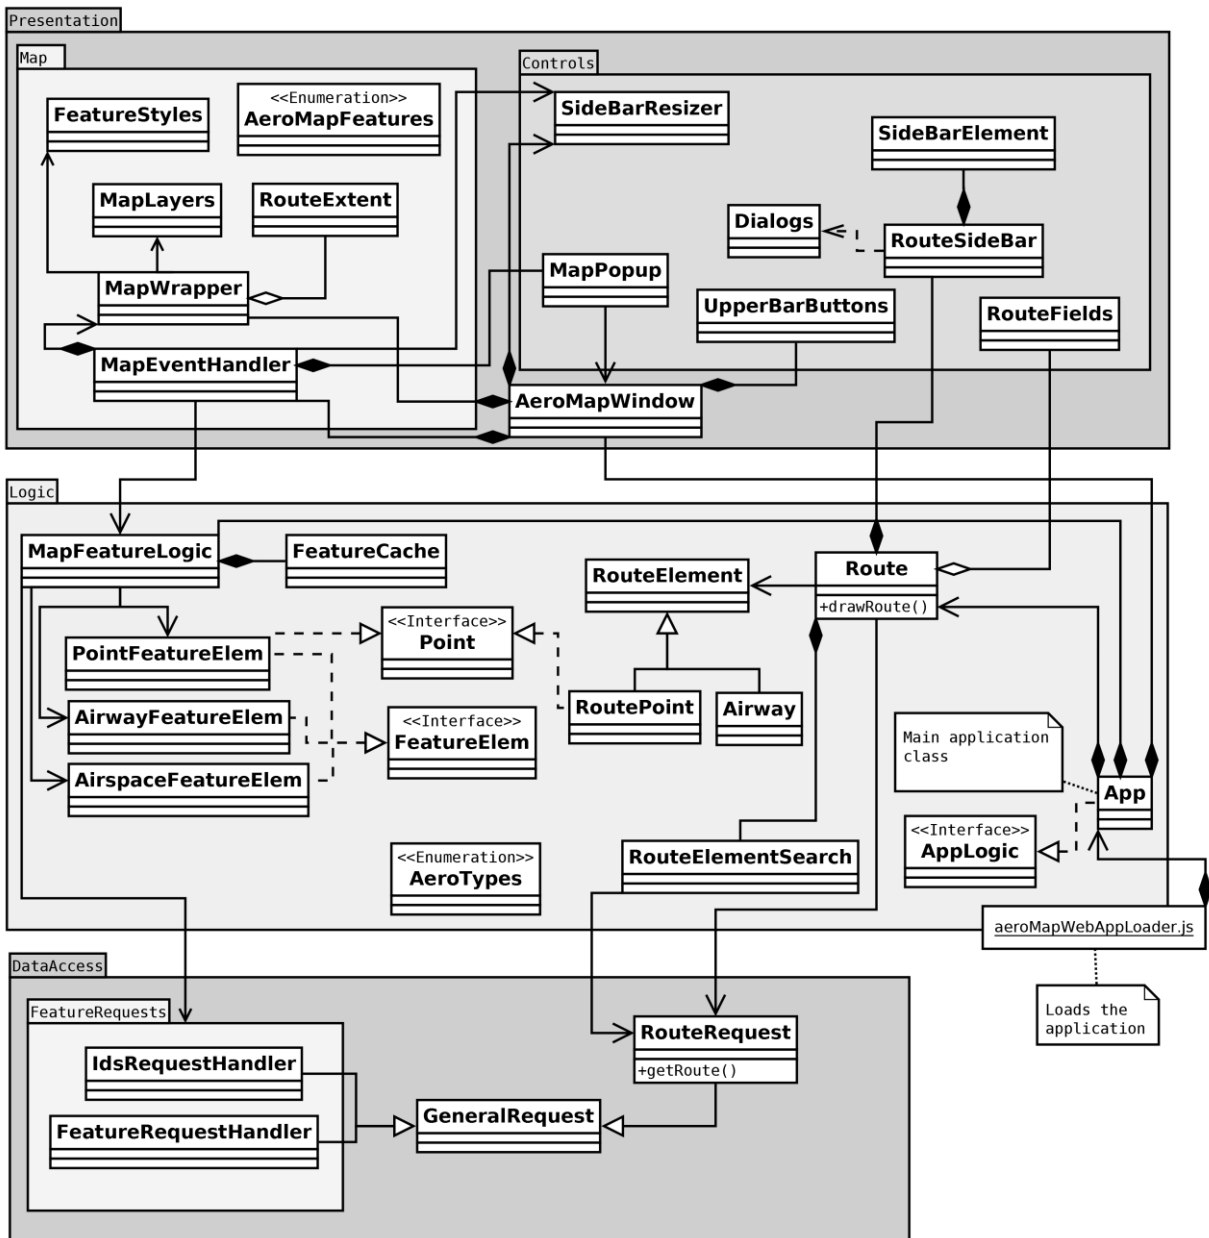 Presentation
Map
Controls
FeatureStyles
<<Enumeration>>
AeroMapFeatures
SideBarResizer
SideBarElement
MapLayers
RouteExtent
Dialogs
RouteSideBar
MapWrapper
MapPopup
UpperBarButtons
RouteFields
MapEventHandler
AeroMapWindow
Logic
MapFeatureLogic
FeatureCache
RouteElement
Route
+drawRoute()
<<Interface>>
Point
PointFeatureElem
RoutePoint
Airway
AirwayFeatureElem
<<Interface>>
FeatureElem
AirspaceFeatureElem
Main application
class
App
<<Interface>>
AppLogic
<<Enumeration>>
AeroTypes
RouteElementSearch
aeroMapWebAppLoader.js
DataAccess
FeatureRequests
Loads the
application
IdsRequestHandler
RouteRequest
+getRoute()
FeatureRequestHandler
GeneralRequest